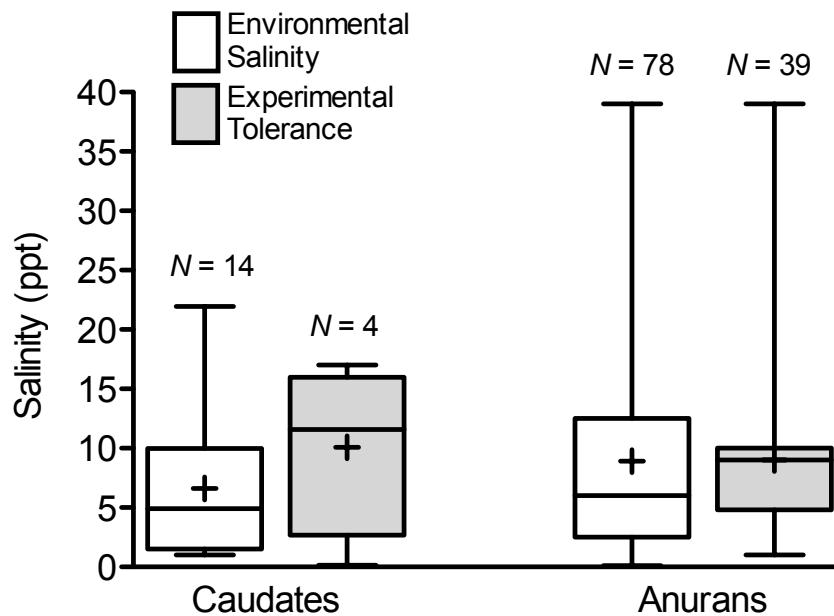 Environmental
Salinity
Experimental
Tolerance
N = 14
N = 4
N = 78
N = 39
Salinity (ppt)
40
35
30
25
20
15
10
5
0
Caudates
Anurans